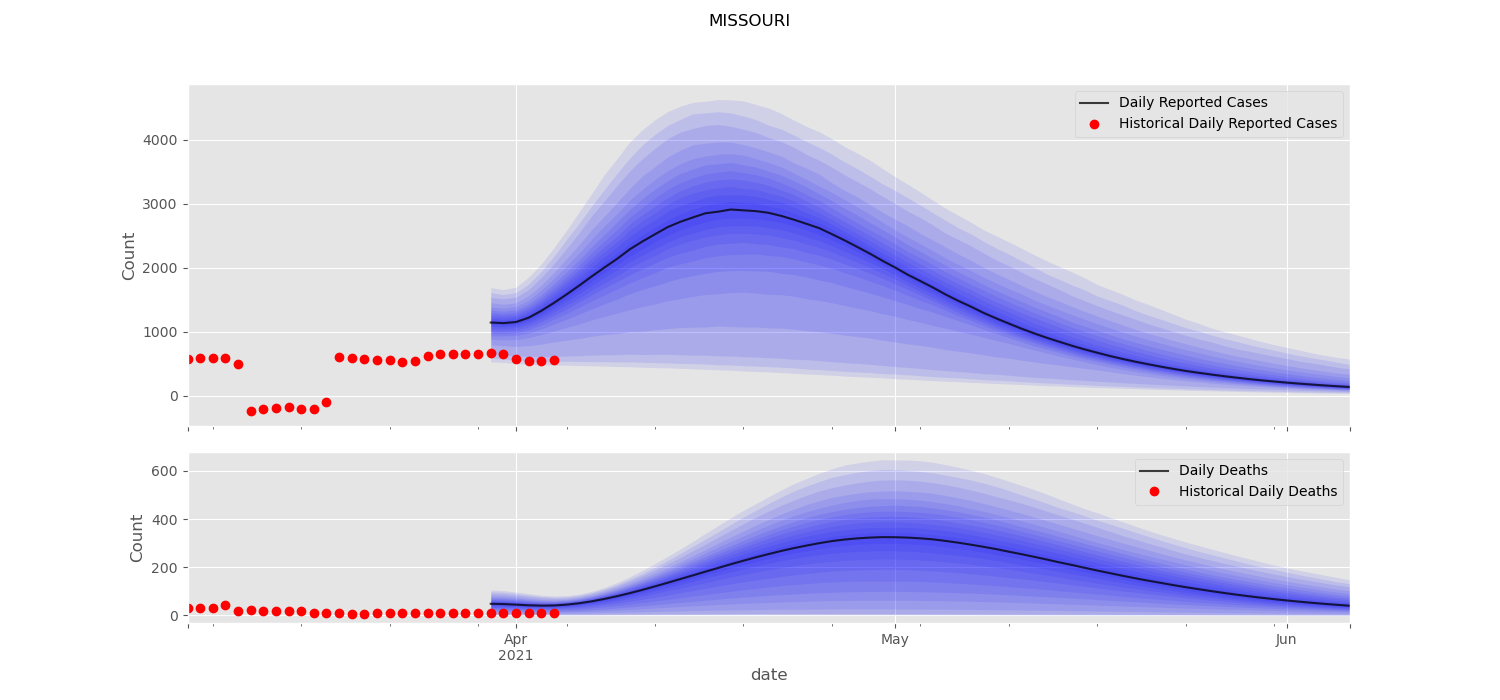 MISSOURI
Daily Reported Cases
Historical Daily Reported Cases
4000
3000
2000
1000
0
Count
Daily Deaths
Historical Daily Deaths
600
400
200
0
Count
Apr
2021
May
Jun
date